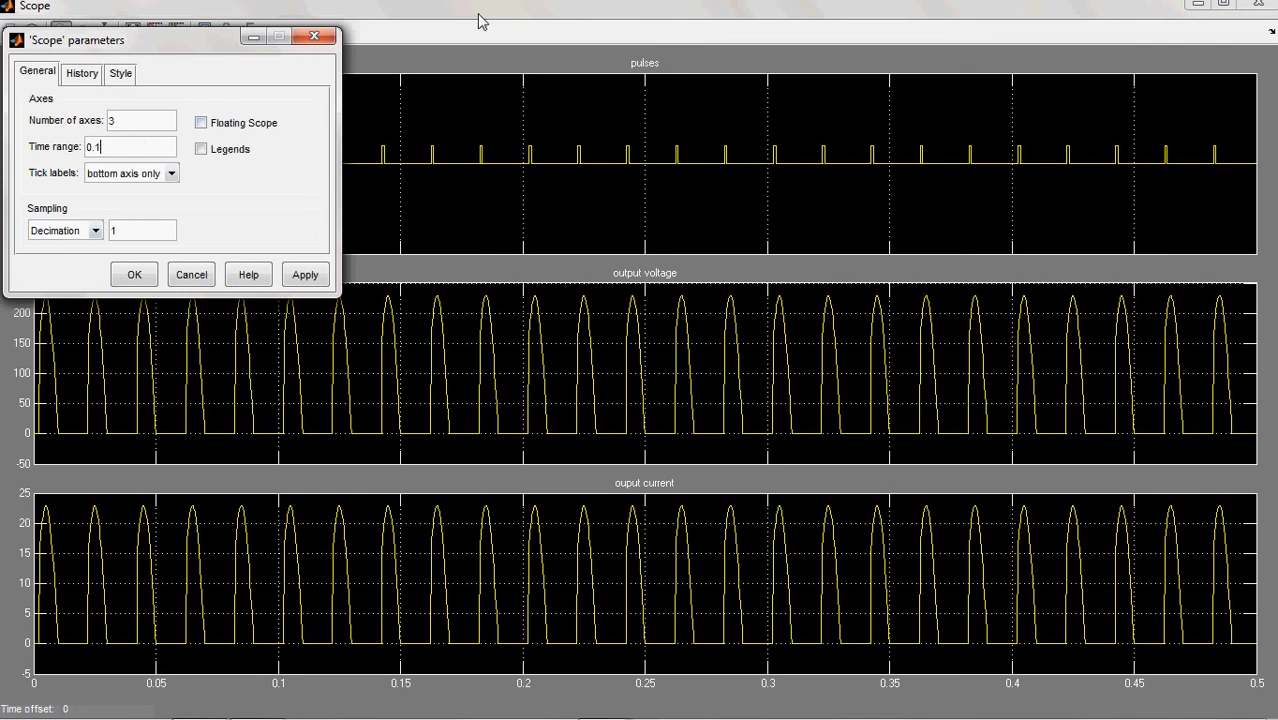 Scope
'Scope' parameters
General
History
Style
Axes
Number of axes: 3
Floating Scope
Time range: 0.1
Legends
Tick labels: bottom axis only
Sampling
Decimation
1
OK
Cancel
Help
Apply
pulses
output voltage
200
150
100
50
0
-50
ouput current
25
20
15
10
5
0
-5
0 0.05 0.1 0.15 0.2 0.25 0.3 0.35 0.4 0.45 0.5
Time offset: 0